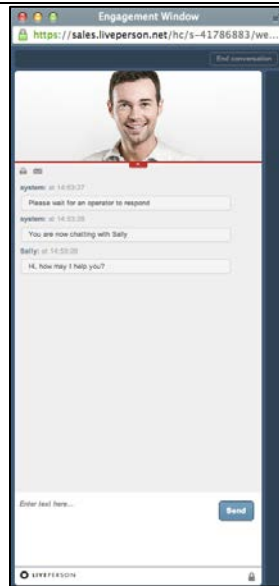 Engagement Window
https://sales.liveperson.net/hc/s-41786883/we...
End conversation
system: at 14:53:37
Please wait for an operator to respond
system: at 14:53:38
You are now chatting with Sally
Sally: at 14:53:39
Hi, how may I help you?
Enter text here...
Send
LIVEPERSON